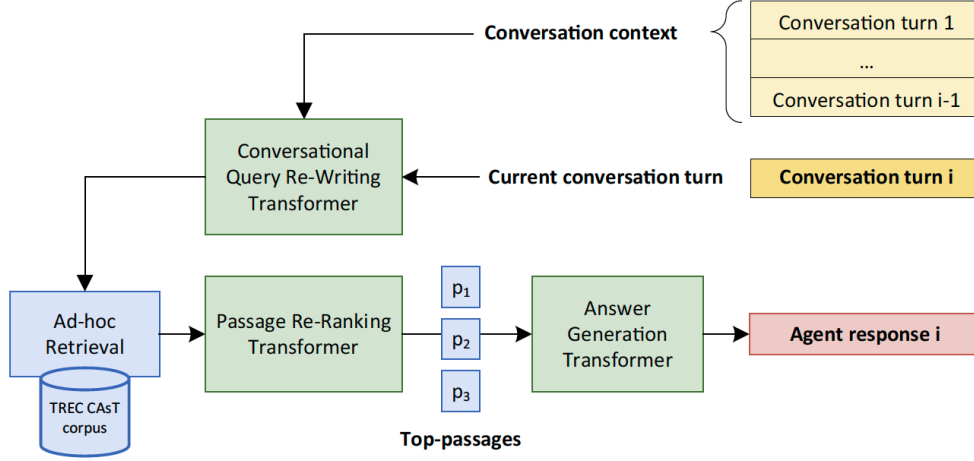 Conversation context
Conversation turn 1
...
Conversation turn i-1
Conversational
Query Re-Writing
Transformer
Current conversation turn
Conversation turn i
Ad-hoc
Retrieval
TREC CAsT
corpus
Passage Re-Ranking
Transformer
p1
p2
p3
Top-passages
Answer
Generation
Transformer
Agent response i